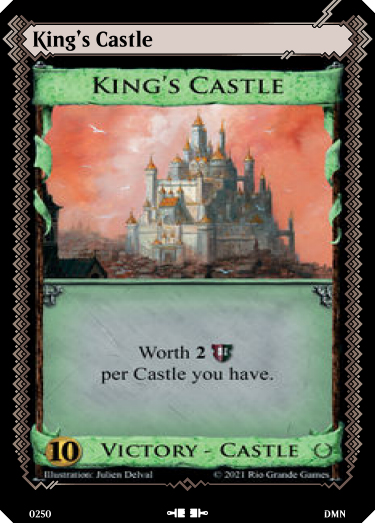 King's Castle
KING'S CASTLE
Worth 2
per Castle you have.
10
VICTORY - CASTLE
Illustration: Julien Delval
© 2021 Rio Grande Games
0250
DMN